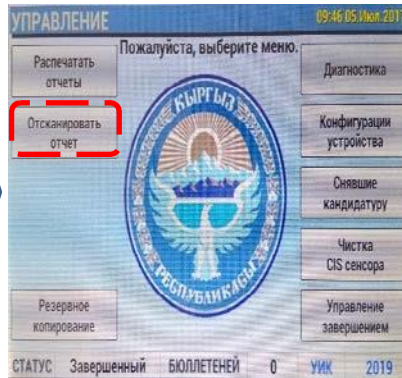 УПРАВЛЕНИЕ
09:46 05.Июл.201
Пожалуйста, выберите меню.
Распечатать
отчеты
Отсканировать
отчет
Резервное
копирование
КЫРГЫЗ
РЕСПУБЛИКАСЫ
Диагностика
Конфигурации
устройства
Снявшие
кандидатуру
Чистка
CIS сенсора
Управление
завершением
СТАТУС Завершенный БЮЛЛЕТЕНЕЙ 0 УИК 2019